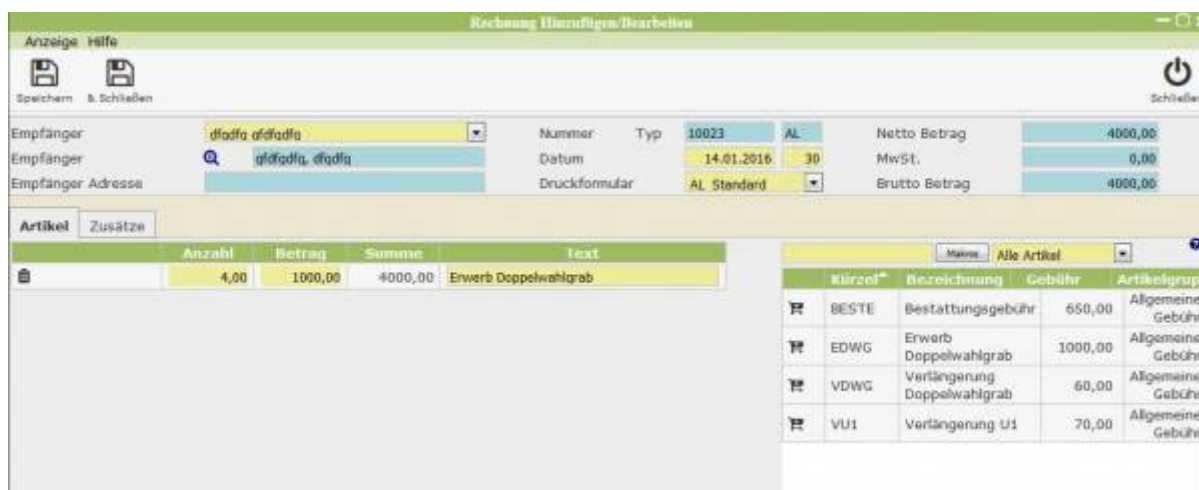 Rechnung Hinzufügen/Bearbeiten
Anzeige Hilfe
Speichern & Schließen Schließen
Empfänger dfqdfq qfdfqdfq Nummer Typ 10023 AL Netto Betrag 4000,00
Empfänger qfdfqdfq, dfqdfq Datum 14.01.2016 30 MwSt. 0,00
Empfänger Adresse Druckformular AL Standard Brutto Betrag 4000,00
Artikel Zusätze
Makros Alle Artikel
Anzahl Betrag Summe Text
4,00 1000,00 4000,00 Erwerb Doppelwahlgrab
Kürzel Bezeichnung Gebühr Artikelgrup
BESTE Bestattungsgebühr 650,00 Allgemeine Gebühr
EDWG Erwerb Doppelwahlgrab 1000,00 Allgemeine Gebühr
VDWG Verlängerung Doppelwahlgrab 60,00 Allgemeine Gebühr
VU1 Verlängerung U1 70,00 Allgemeine Gebühr